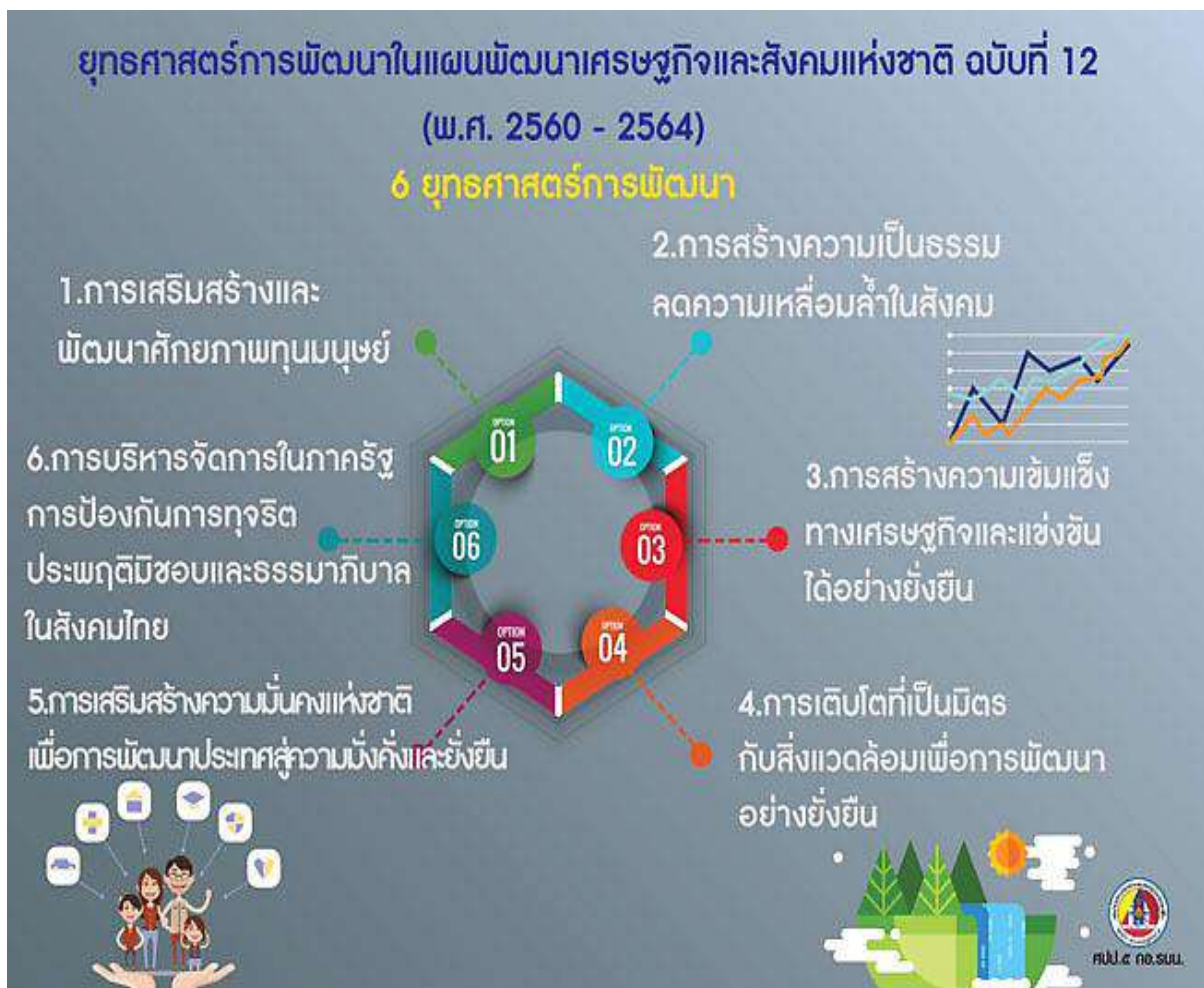 ยุทธศาสตร์การพัฒนาในแผนพัฒนาเศรษฐกิจและสังคมแห่งชาติ ฉบับที่ 12
(พ.ศ. 2560 - 2564)
6 ยุทธศาสตร์การพัฒนา
1.การเสริมสร้างและ
พัฒนาศักยภาพทุนมนุษย์
2.การสร้างความเป็นธรรม
ลดความเหลื่อมล้ำในสังคม
3.การสร้างความเข้มแข็ง
ทางเศรษฐกิจและแข่งขัน
ได้อย่างยั่งยืน
4.การเติบโตที่เป็นมิตร
กับสิ่งแวดล้อมเพื่อการพัฒนา
อย่างยั่งยืน
5.การเสริมสร้างความมั่นคงแห่งชาติ
เพื่อการพัฒนาประเทศสู่ความมั่งคั่งและยั่งยืน
6.การบริหารจัดการในภาครัฐ
การป้องกันการทุจริต
ประพฤติมิชอบและธรรมาภิบาล
ในสังคมไทย
OPTION
01
OPTION
02
OPTION
03
OPTION
04
OPTION
05
OPTION
06
ศปป.๕ กอ.รมน.